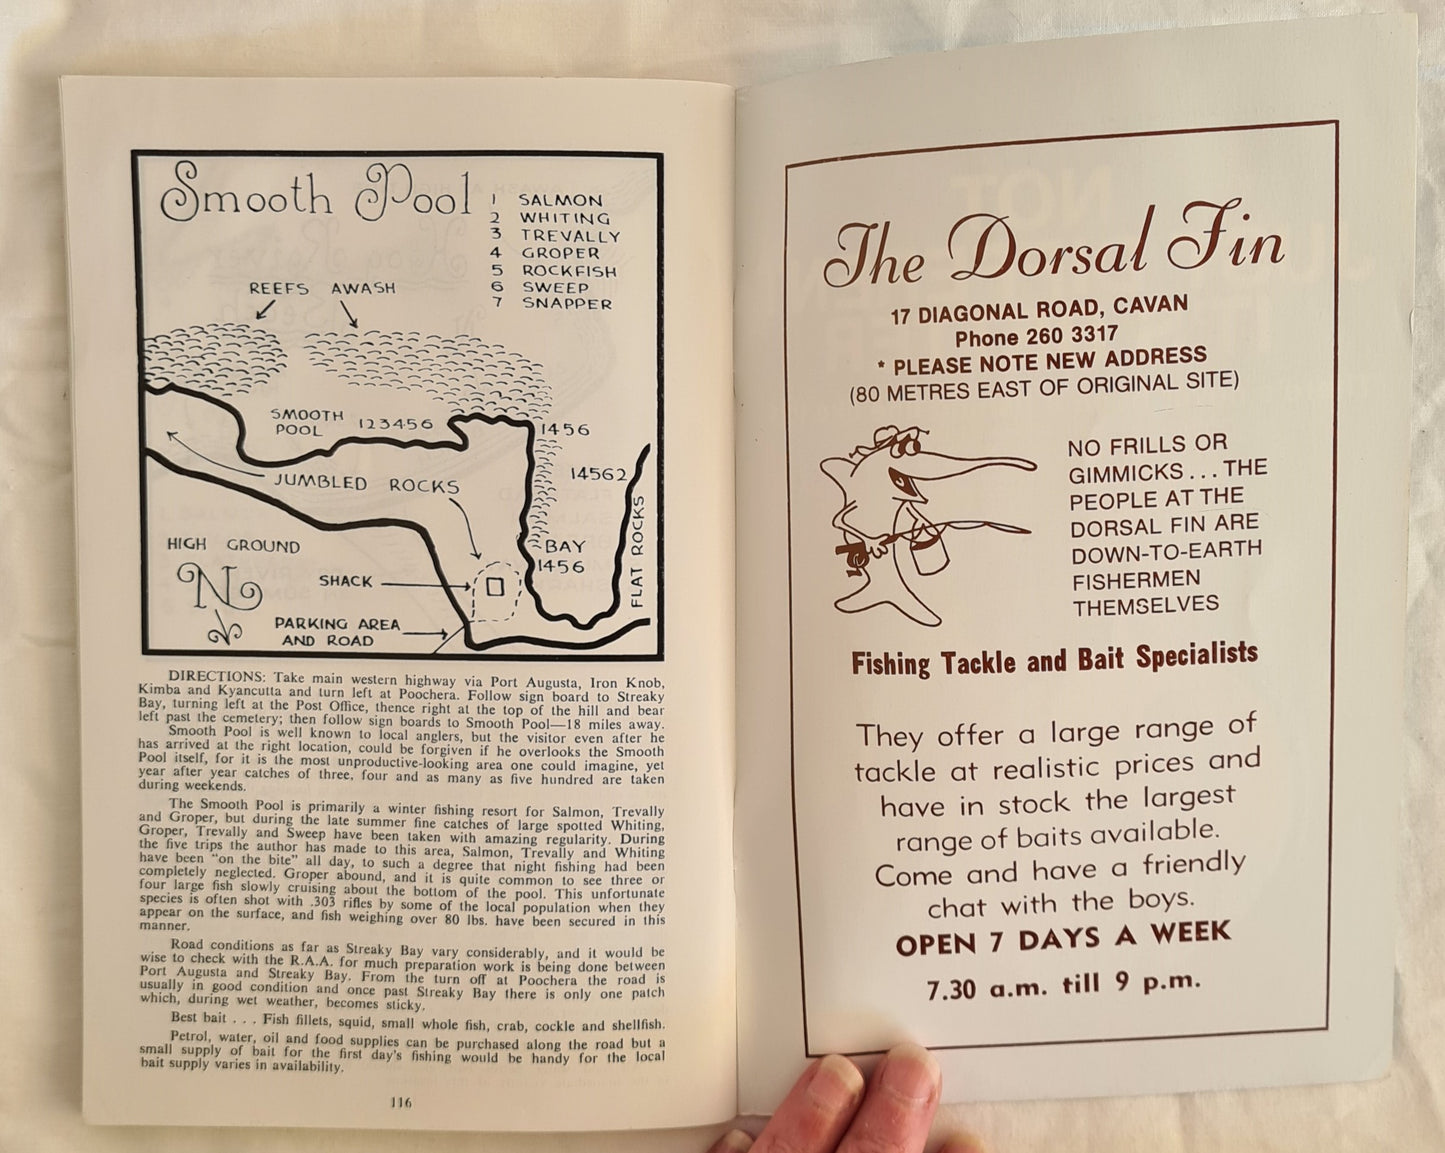 Smooth Pool
1 SALMON
2 WHITING
3 TREVALLY
4 GROPER
5 ROCKFISH
6 SWEEP
7 SNAPPER
REEFS AWASH
SMOOTH
POOL
123456
1456
14562
JUMBLED ROCKS
FLAT ROCKS
HIGH GROUND
BAY
1456
N
SHACK
PARKING AREA
AND ROAD
DIRECTIONS: Take main western highway via Port Augusta, Iron Knob,
Kimba and Kyancutta and turn left at Poochera. Follow sign board to Streaky
Bay, turning left at the Post Office, thence right at the top of the hill and bear
left past the cemetery; then follow sign boards to Smooth Pool—18 miles away.
Smooth Pool is well known to local anglers, but the visitor even after he
has arrived at the right location, could be forgiven if he overlooks the Smooth
Pool itself, for it is the most unproductive-looking area one could imagine, yet
year after year catches of three, four and as many as five hundred are taken
during weekends.
The Smooth Pool is primarily a winter fishing resort for Salmon, Trevally
and Groper, but during the late summer fine catches of large spotted Whiting,
Groper, Trevally and Sweep have been taken with amazing regularity. During
the five trips the author has made to this area, Salmon, Trevally and Whiting
have been "on the bite" all day, to such a degree that night fishing had been
completely neglected. Groper abound, and it is quite common to see three or
four large fish slowly cruising about the bottom of the pool. This unfortunate
species is often shot with .303 rifles by some of the local population when they
appear on the surface, and fish weighing over 80 lbs. have been secured in this
manner.
Road conditions as far as Streaky Bay vary considerably, and it would be
wise to check with the R.A.A. for much preparation work is being done between
Port Augusta and Streaky Bay. From the turn off at Poochera the road is
usually in good condition and once past Streaky Bay there is only one patch
which, during wet weather, becomes sticky.
Best bait . . . Fish fillets, squid, small whole fish, crab, cockle and shellfish.
Petrol, water, oil and food supplies can be purchased along the road but a
small supply of bait for the first day's fishing would be handy for the local
bait supply varies in availability.
116
The Dorsal Fin
17 DIAGONAL ROAD, CAVAN
Phone 260 3317
* PLEASE NOTE NEW ADDRESS
(80 METRES EAST OF ORIGINAL SITE)
NO FRILLS OR
GIMMICKS . . . THE
PEOPLE AT THE
DORSAL FIN ARE
DOWN-TO-EARTH
FISHERMEN
THEMSELVES
Fishing Tackle and Bait Specialists
They offer a large range of
tackle at realistic prices and
have in stock the largest
range of baits available.
Come and have a friendly
chat with the boys.
OPEN 7 DAYS A WEEK
7.30 a.m. till 9 p.m.